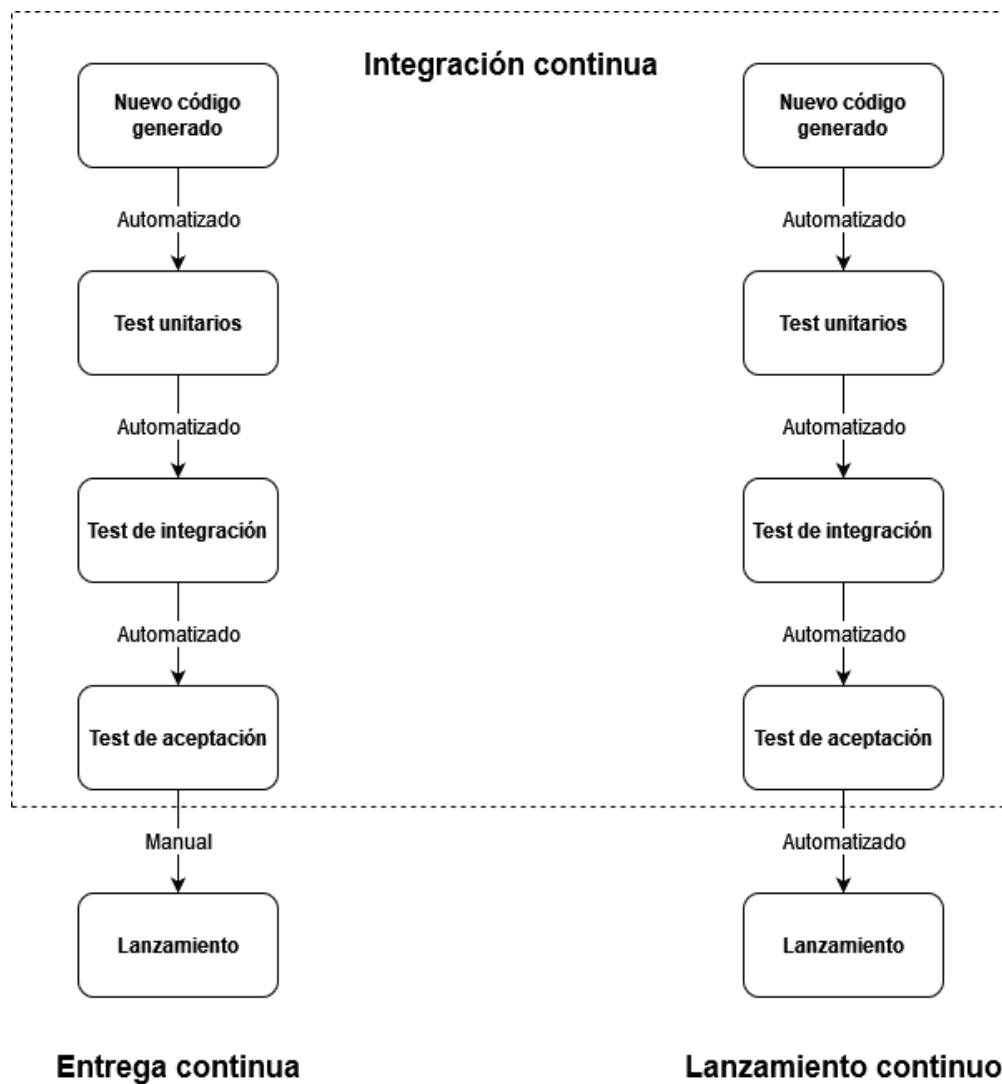 Integración continua
Nuevo código
generado
Nuevo código
generado
Automatizado
Automatizado
Test unitarios
Test unitarios
Automatizado
Automatizado
Test de integración
Test de integración
Automatizado
Automatizado
Test de aceptación
Test de aceptación
Manual
Automatizado
Lanzamiento
Lanzamiento
Entrega continua
Lanzamiento continuo